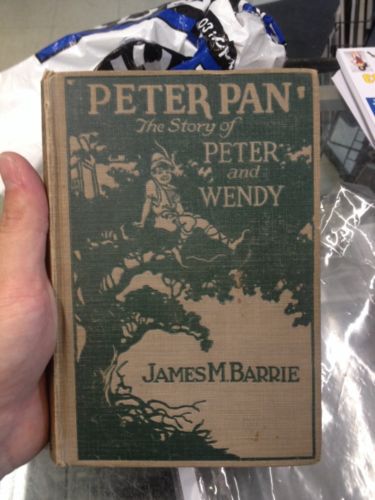 PETER PAN
The Story of
PETER
and
WENDY
JAMES M. BARRIE